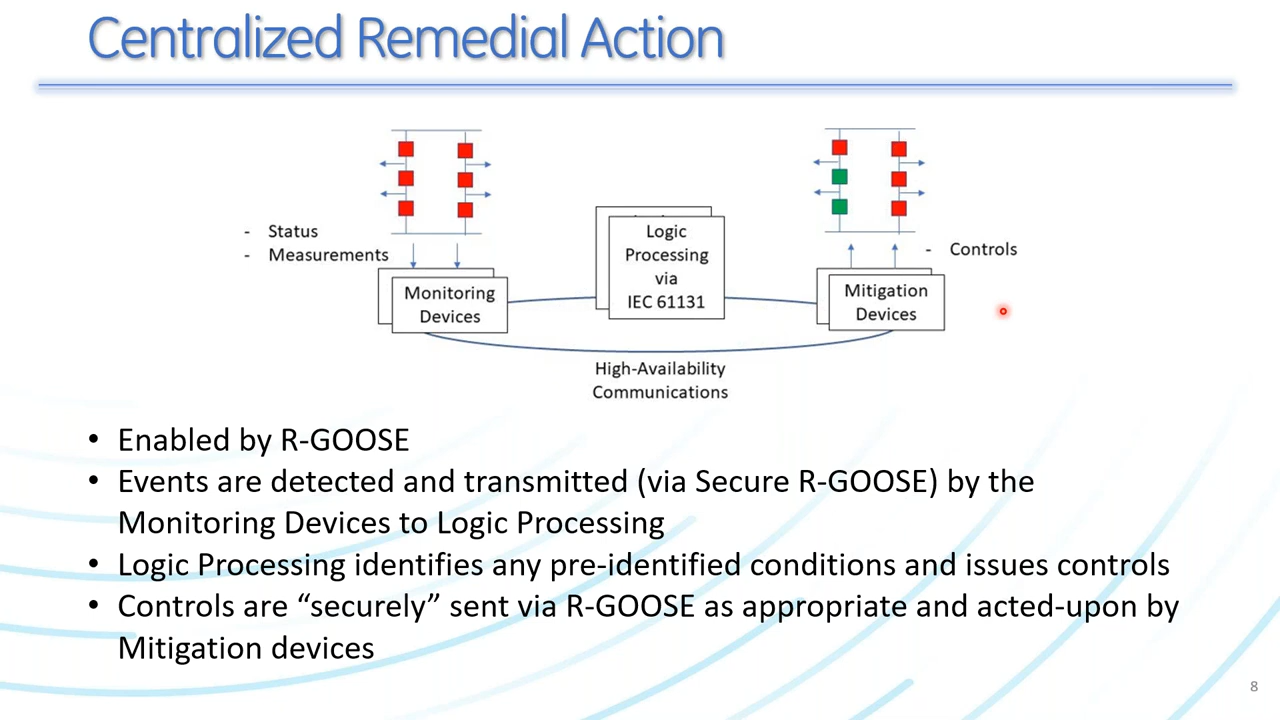 Centralized Remedial Action
- Status
- Measurements
Monitoring
Devices
Logic
Processing
via
IEC 61131
Mitigation
Devices
- Controls
High-Availability
Communications
• Enabled by R-GOOSE
• Events are detected and transmitted (via Secure R-GOOSE) by the
Monitoring Devices to Logic Processing
• Logic Processing identifies any pre-identified conditions and issues controls
• Controls are “securely” sent via R-GOOSE as appropriate and acted-upon by
Mitigation devices
8